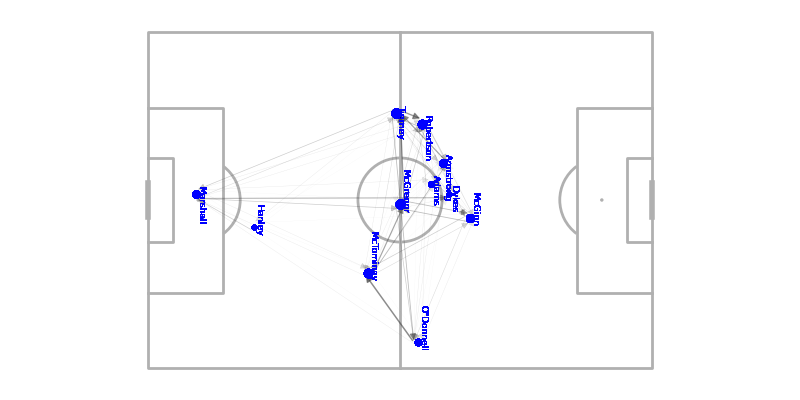 Tierney
Robertson
Armstrong
McGregor
Adams
Dykes
Marshall
McGinn
Hanley
McTominay
O'Donnell